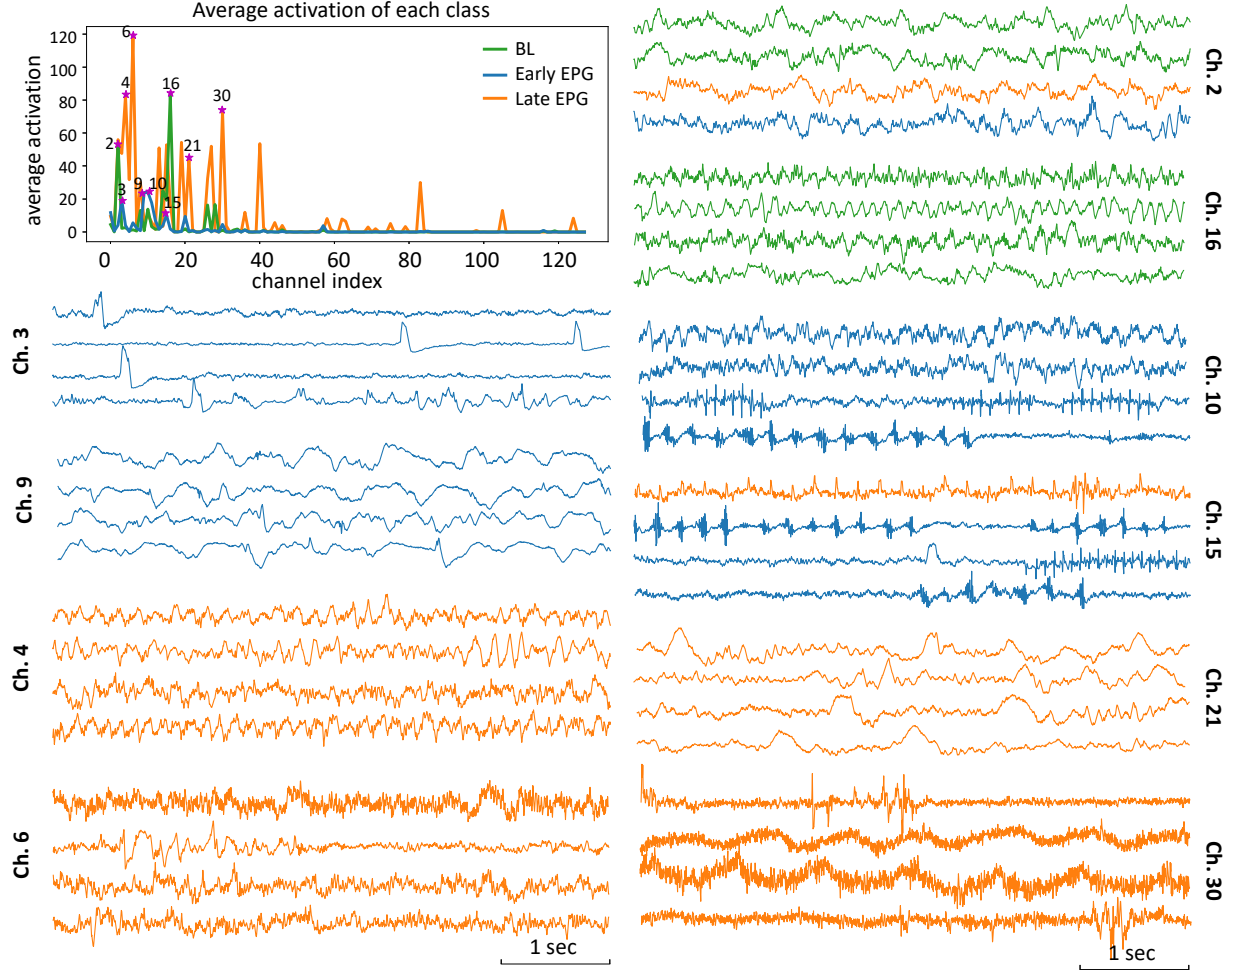 Average activation of each class
average activation
120
100
80
60
40
20
0
6
4
16
30
2
21
3
9
10
15
BL
Early EPG
Late EPG
0
20
40
60
80
100
120
channel index
Ch. 3
Ch. 9
Ch. 4
Ch. 6
1 sec
Ch. 2
Ch. 16
Ch. 10
Ch. 15
Ch. 21
Ch. 30
1 sec